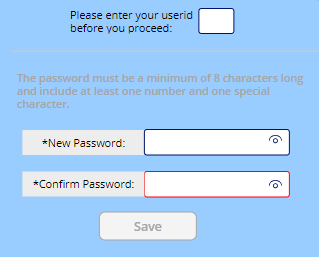 Please enter your userid
before you proceed:
The password must be a minimum of 8 characters long
and include at least one number and one special
character.
*New Password:
*Confirm Password:
Save